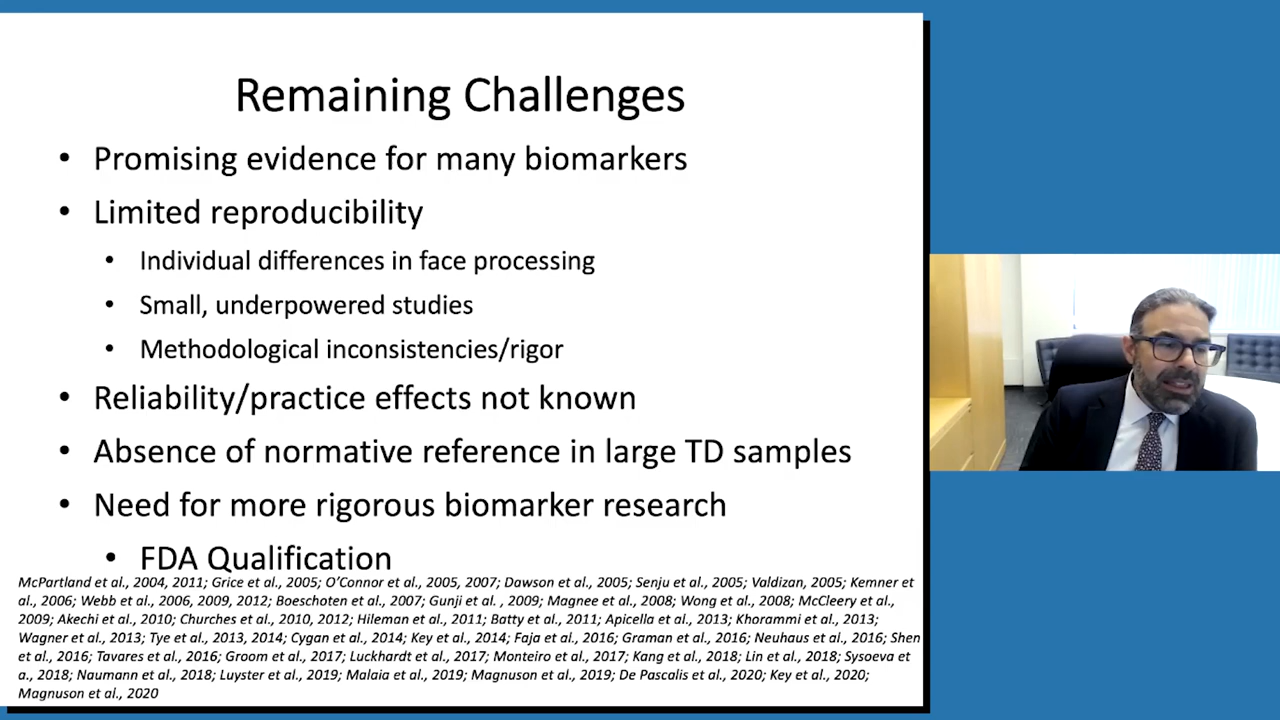 Remaining Challenges
• Promising evidence for many biomarkers
• Limited reproducibility
• Individual differences in face processing
• Small, underpowered studies
• Methodological inconsistencies/rigor
• Reliability/practice effects not known
• Absence of normative reference in large TD samples
• Need for more rigorous biomarker research
• FDA Qualification
McPartland et al., 2004, 2011; Grice et al., 2005; O'Connor et al., 2005, 2007; Dawson et al., 2005; Senju et al., 2005; Valdizan, 2005; Kemner et
al., 2006; Webb et al., 2006, 2009, 2012; Boeschoten et al., 2007; Gunji et al. , 2009; Magnee et al., 2008; Wong et al., 2008; McCleery et al.,
2009; Akechi et al., 2010; Churches et al., 2010, 2012; Hileman et al., 2011; Batty et al., 2011; Apicella et al., 2013; Khorammi et al., 2013;
Wagner et al., 2013; Tye et al., 2013, 2014; Cygan et al., 2014; Key et al., 2014; Faja et al., 2016; Graman et al., 2016; Neuhaus et al., 2016; Shen
et al., 2016; Tavares et al., 2016; Groom et al., 2017; Luckhardt et al., 2017; Monteiro et al., 2017; Kang et al., 2018; Lin et al., 2018; Sysoeva et
a., 2018; Naumann et al., 2018; Luyster et al., 2019; Malaia et al., 2019; Magnuson et al., 2019; De Pascalis et al., 2020; Key et al., 2020;
Magnuson et al., 2020